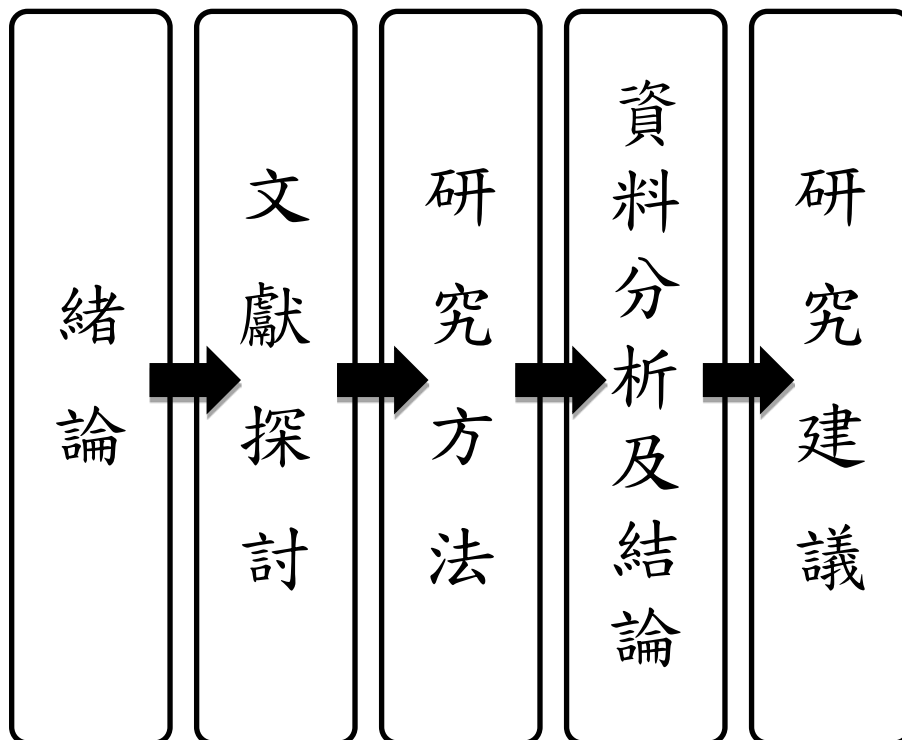 緒論
文獻探討
研究方法
資料分析及結論
研究建議